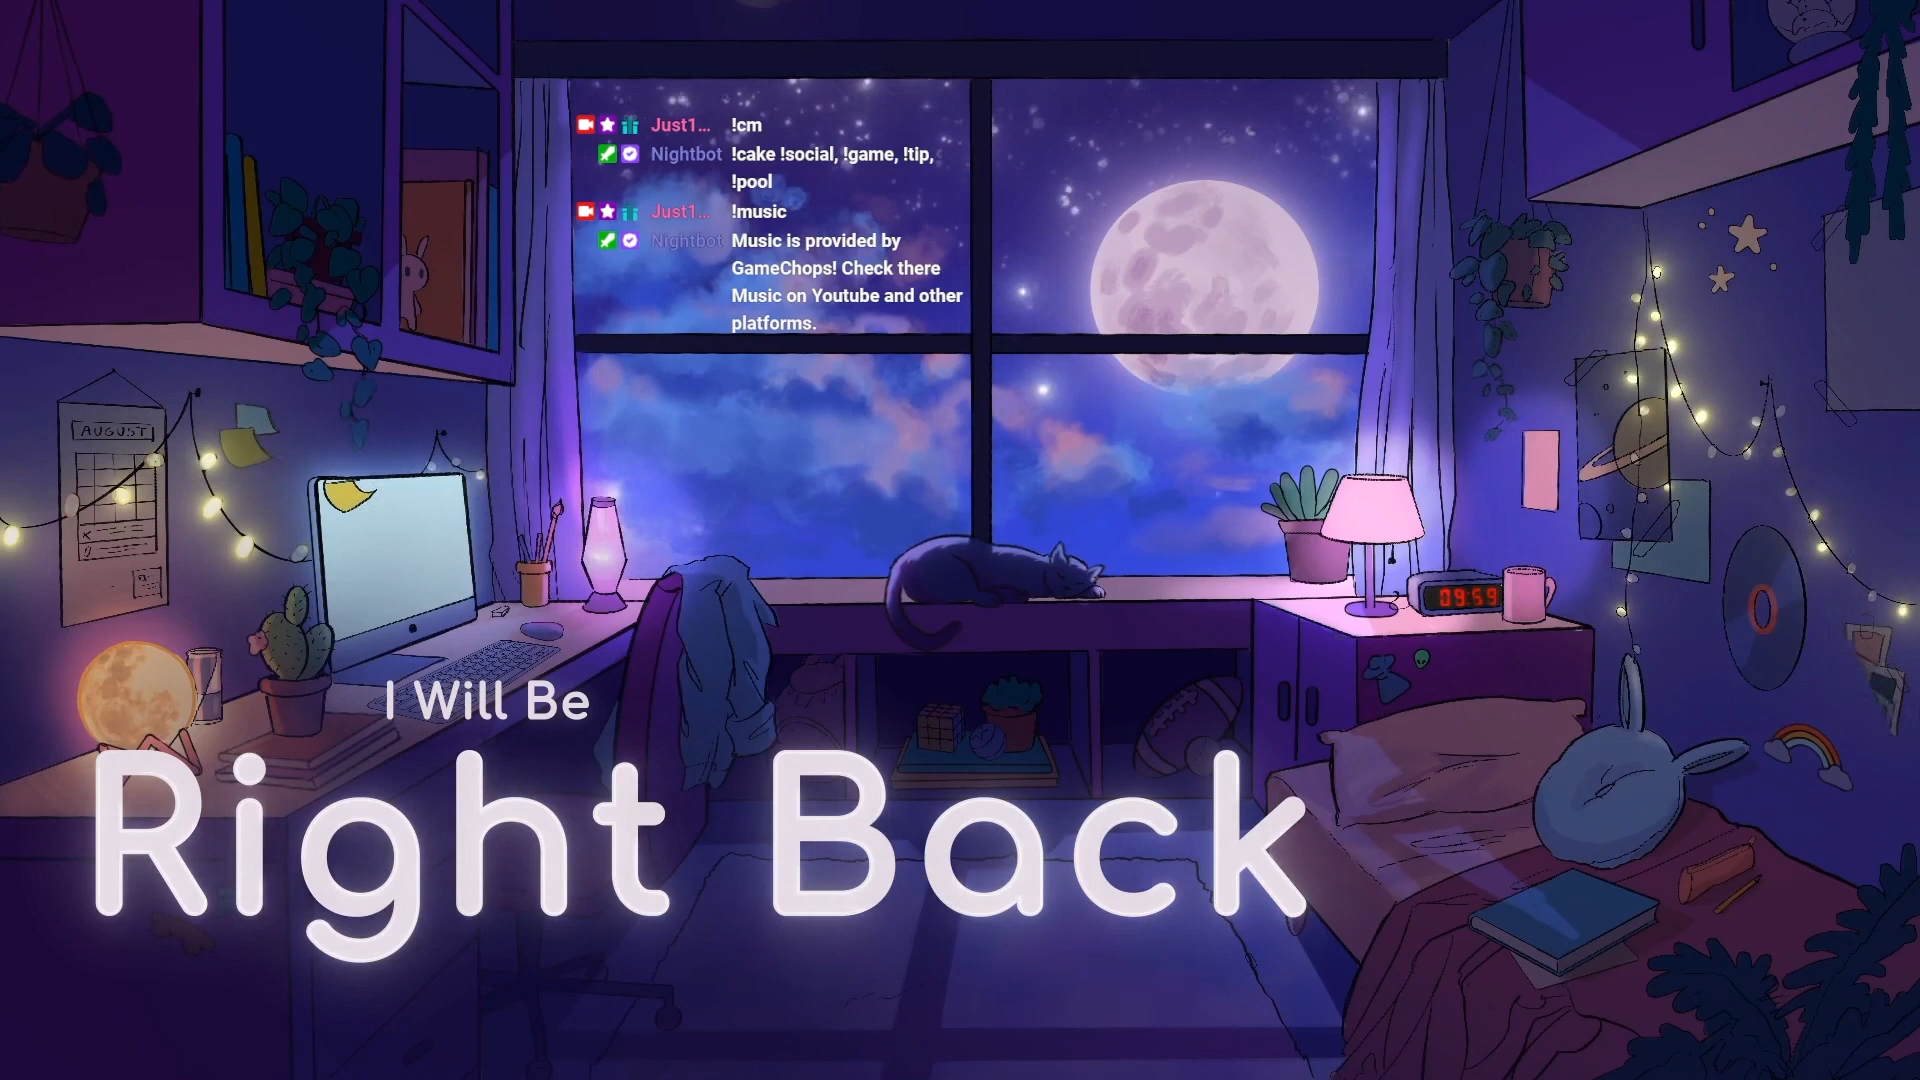 Just1... !cm
Nightbot !cake !social, !game, !tip,
!pool
Just1... !music
Nightbot Music is provided by
GameChops! Check there
Music on Youtube and other
platforms.
AUGUST
09:59
I Will Be
Right Back